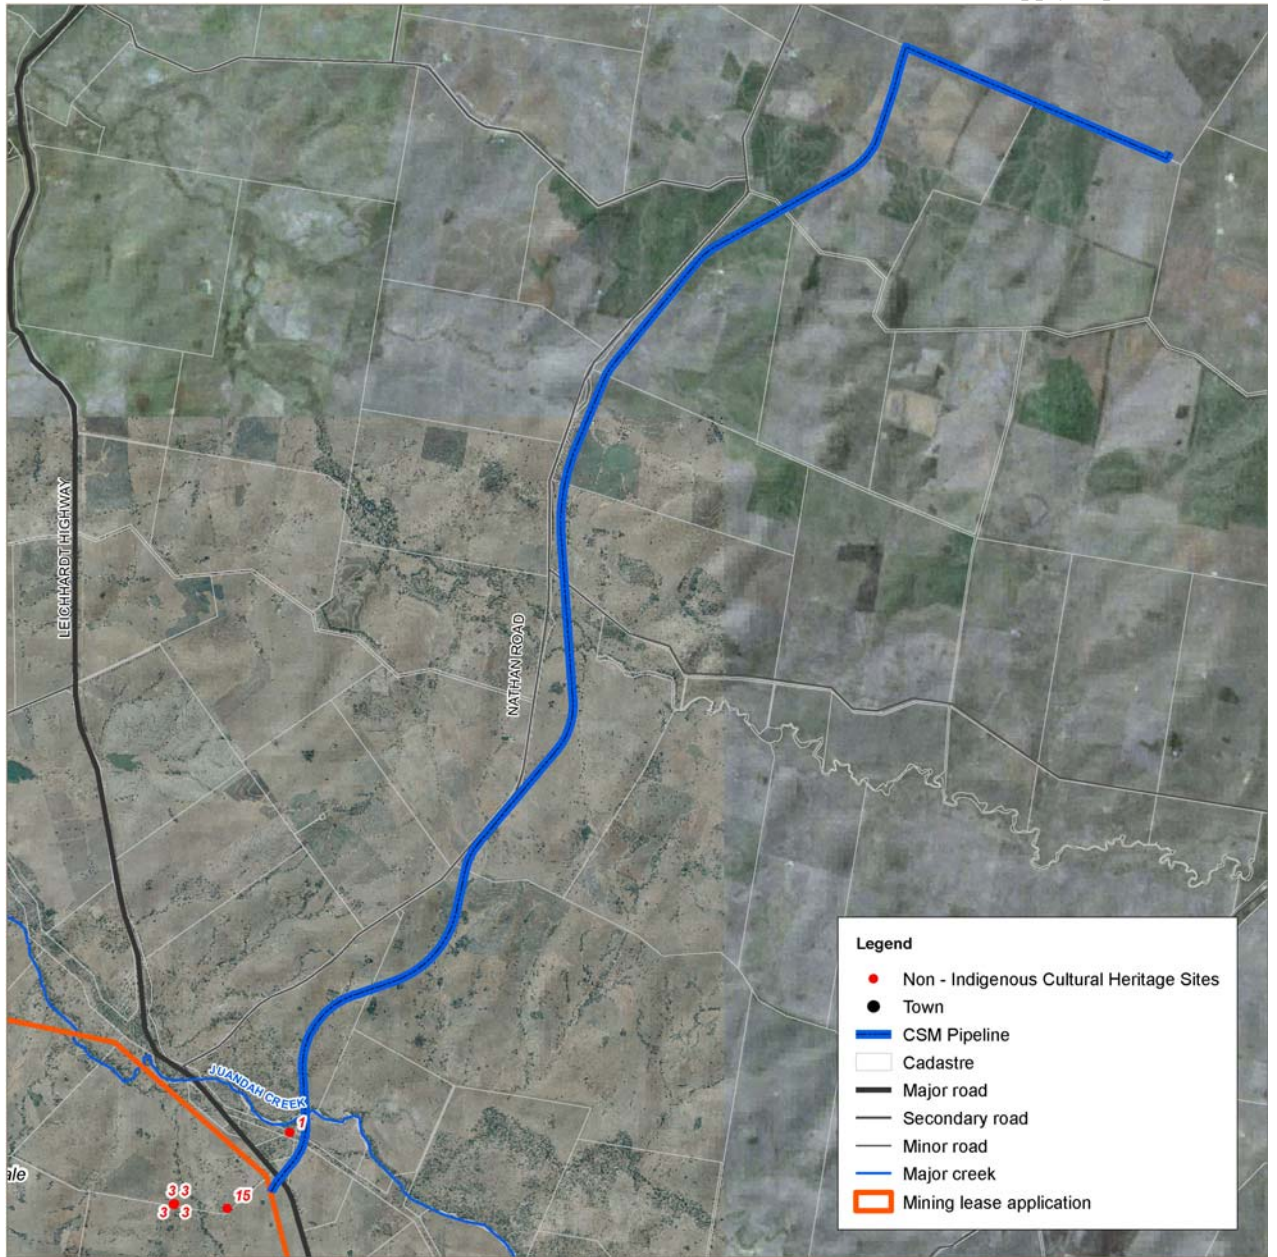 LEICHHARDT HIGHWAY
NATHAN ROAD
JUANDAH CREEK
1
ale
3 3
3 3
15
Legend
Non - Indigenous Cultural Heritage Sites
Town
CSM Pipeline
Cadastre
Major road
Secondary road
Minor road
Major creek
Mining lease application